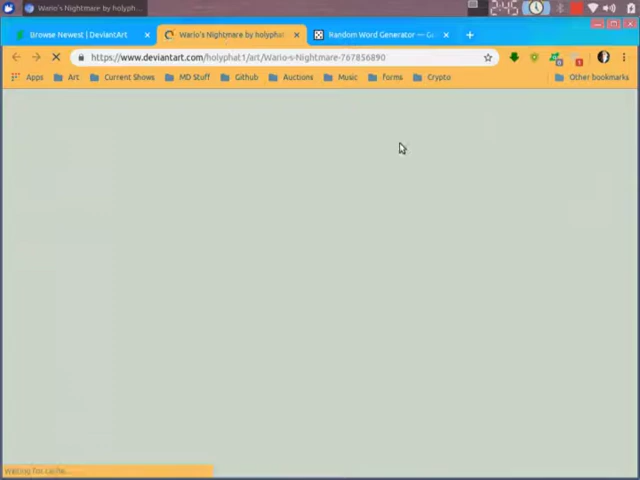 Wario's Nightmare by holyph... 2:45
Browse Newest | DeviantArt Wario's Nightmare by holyphat Random Word Generator — G
https://www.deviantart.com/holyphat1/art/Wario-s-Nightmare-767856890
Apps Art Current Shows MD Stuff Github Auctions Music forms Crypto Other bookmarks
Waiting for cache...